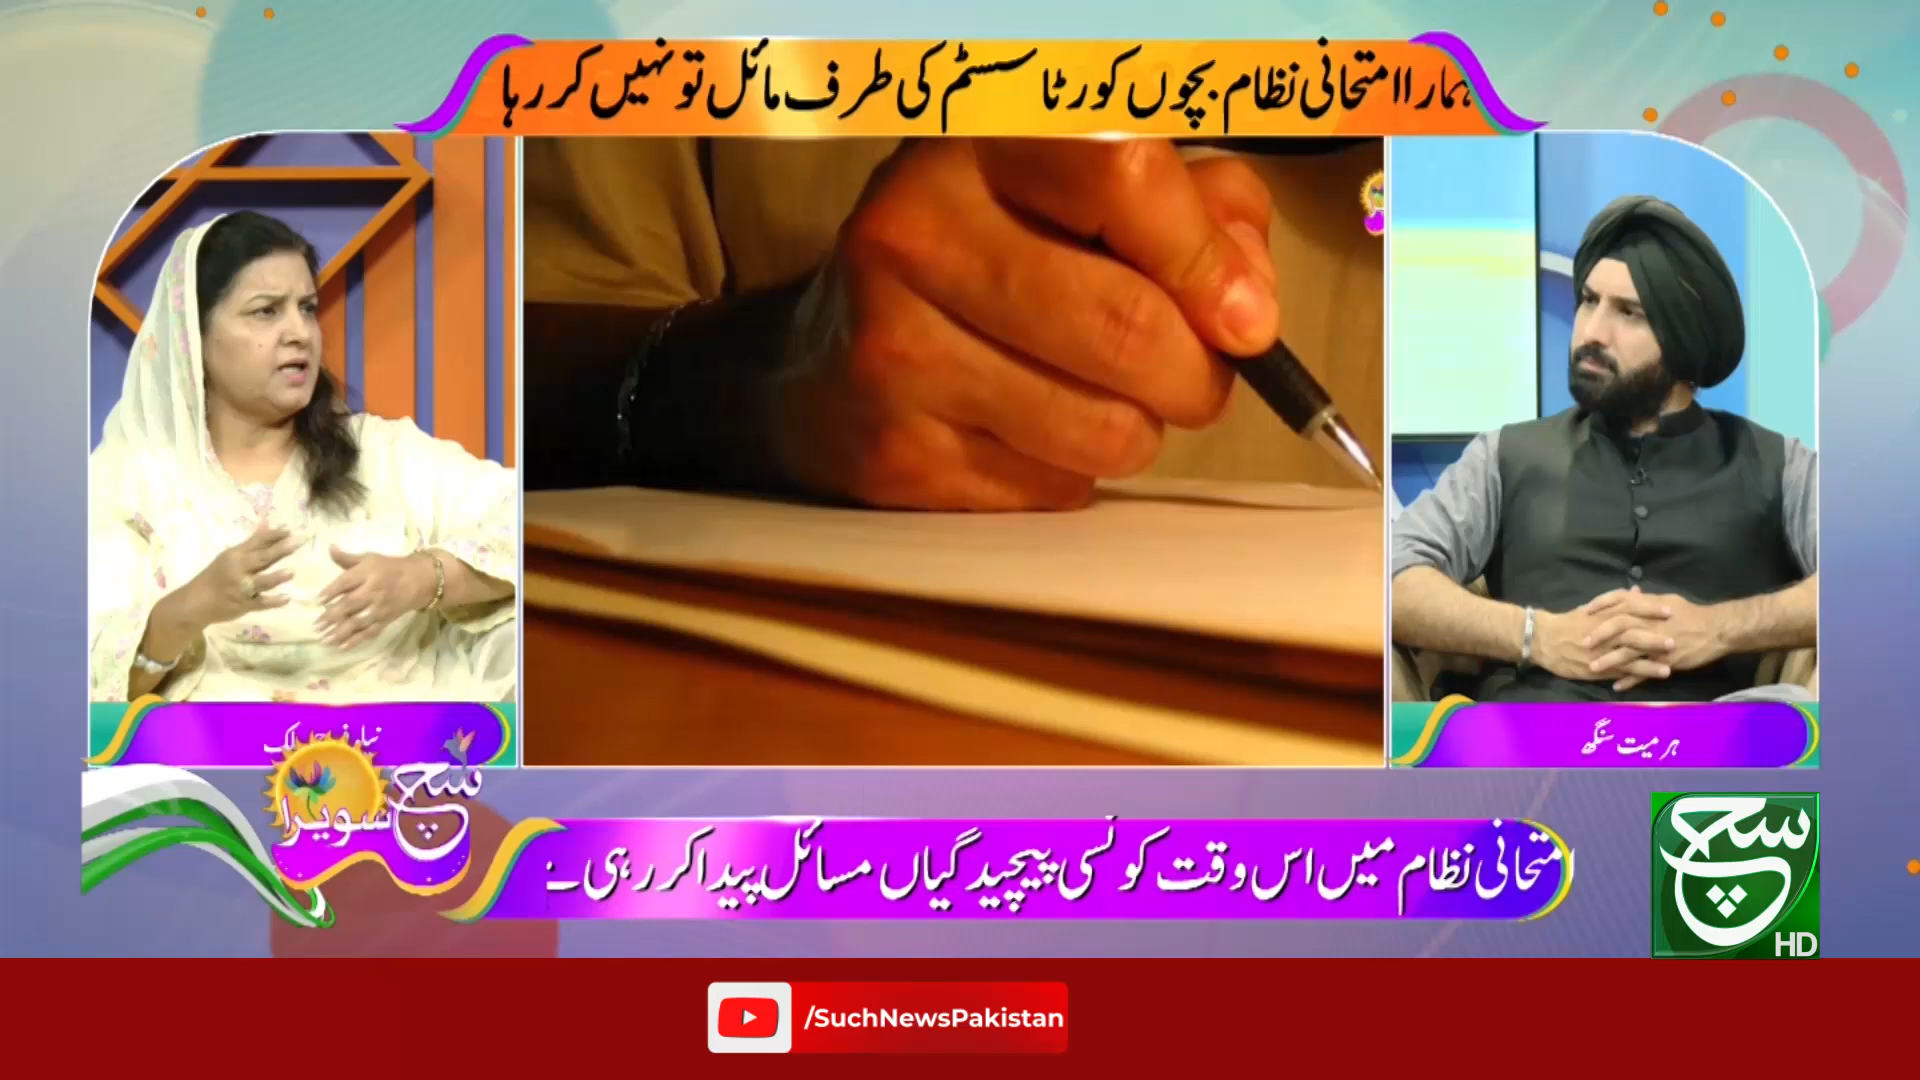 ہمارا امتحانی نظام بچوں کو رٹا سسٹم کی طرف مائل تو نہیں کر رہا
ہرمیت سنگھ
سچ
سویرا
امتحانی نظام میں اس وقت کونسی پیچیدگیاں مسائل پیدا کر رہی
سچ
HD
/SuchNewsPakistan